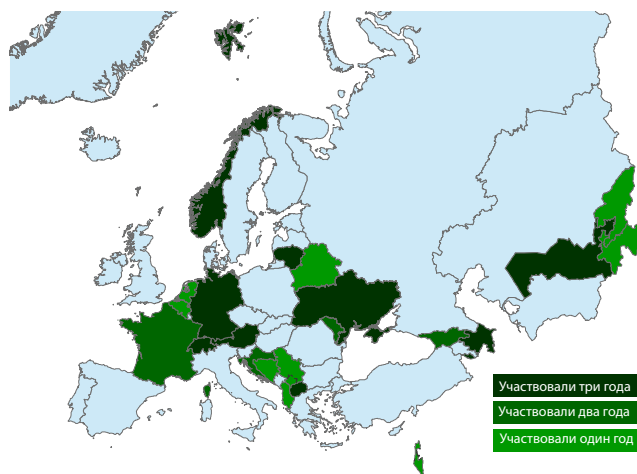 Участвовали три года
Участвовали два года
Участвовали один год